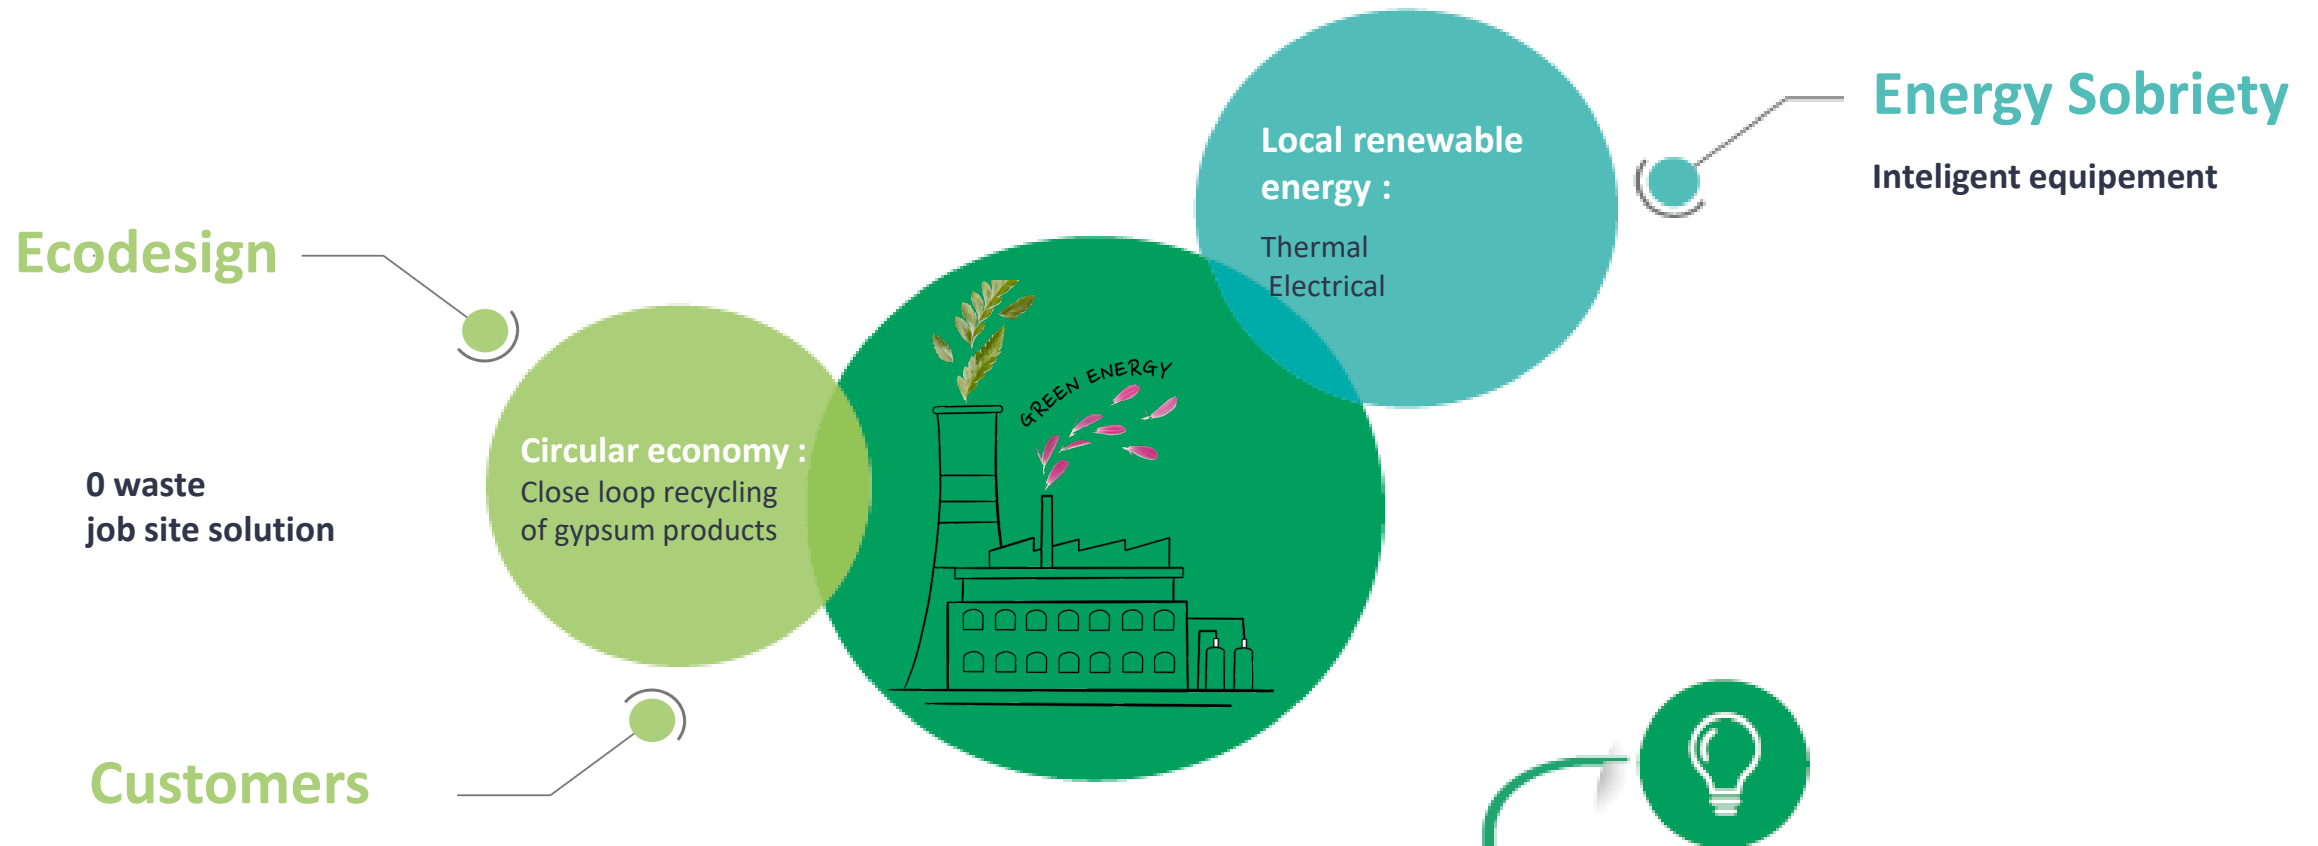 Energy Sobriety
Inteligent equipement
Local renewable
energy :
Thermal
Electrical
Ecodesign
GREEN ENERGY
Circular economy :
Close loop recycling
of gypsum products
0 waste
job site solution
Customers